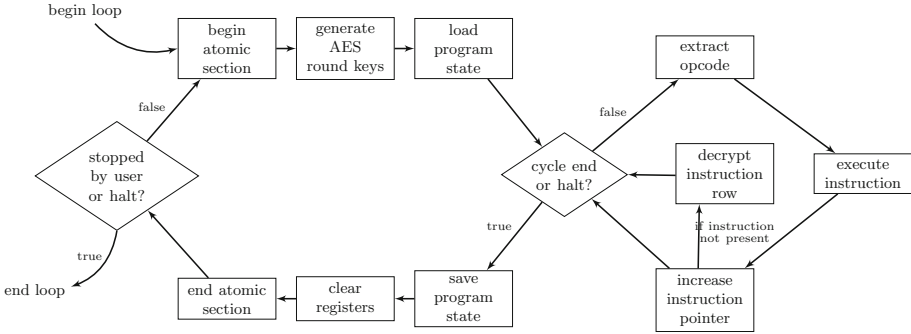 begin loop
begin
atomic
section
generate
AES
round keys
load
program
state
extract
opcode
false
false
stopped
by user
or halt?
cycle end
or halt?
decrypt
instruction
row
execute
instruction
true
if instruction
not present
true
end loop
end atomic
section
clear
registers
save
program
state
increase
instruction
pointer